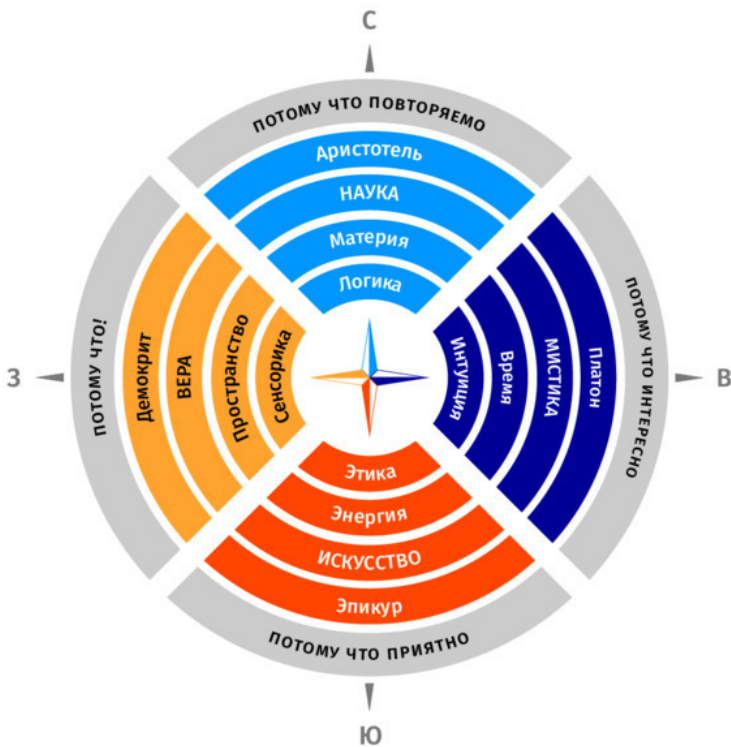 С
ПОТОМУ ЧТО ПОВТОРЯЕМО
Аристотель
НАУКА
Материя
Логика
З
ПОТОМУ ЧТО!
Демокрит
ВЕРА
Пространство
Сенсорика
Интуиция
Время
МИСТИКА
Платон
ПОТОМУ ЧТО ИНТЕРЕСНО
В
Этика
Энергия
ИСКУССТВО
Эпикур
ПОТОМУ ЧТО ПРИЯТНО
Ю